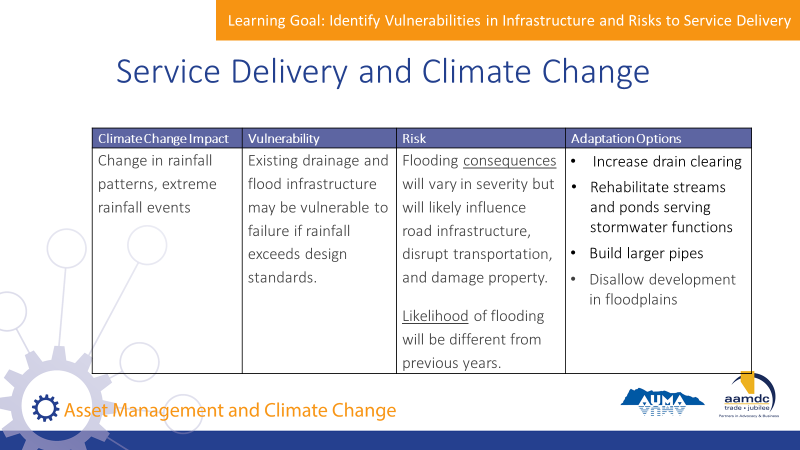 Learning Goal: Identify Vulnerabilities in Infrastructure and Risks to Service Delivery
Service Delivery and Climate Change
Climate Change Impact
Vulnerability
Risk
Adaptation Options
Change in rainfall
patterns, extreme
rainfall events
Existing drainage and
flood infrastructure
may be vulnerable to
failure if rainfall
exceeds design
standards.
Flooding consequences
will vary in severity but
will likely influence
road infrastructure,
disrupt transportation,
and damage property.
Likelihood of flooding
will be different from
previous years.
• Increase drain clearing
• Rehabilitate streams
and ponds serving
stormwater functions
• Build larger pipes
• Disallow development
in floodplains
Asset Management and Climate Change
AUMA
aamdc
trade • jubilee
Partners in Advocacy & Business